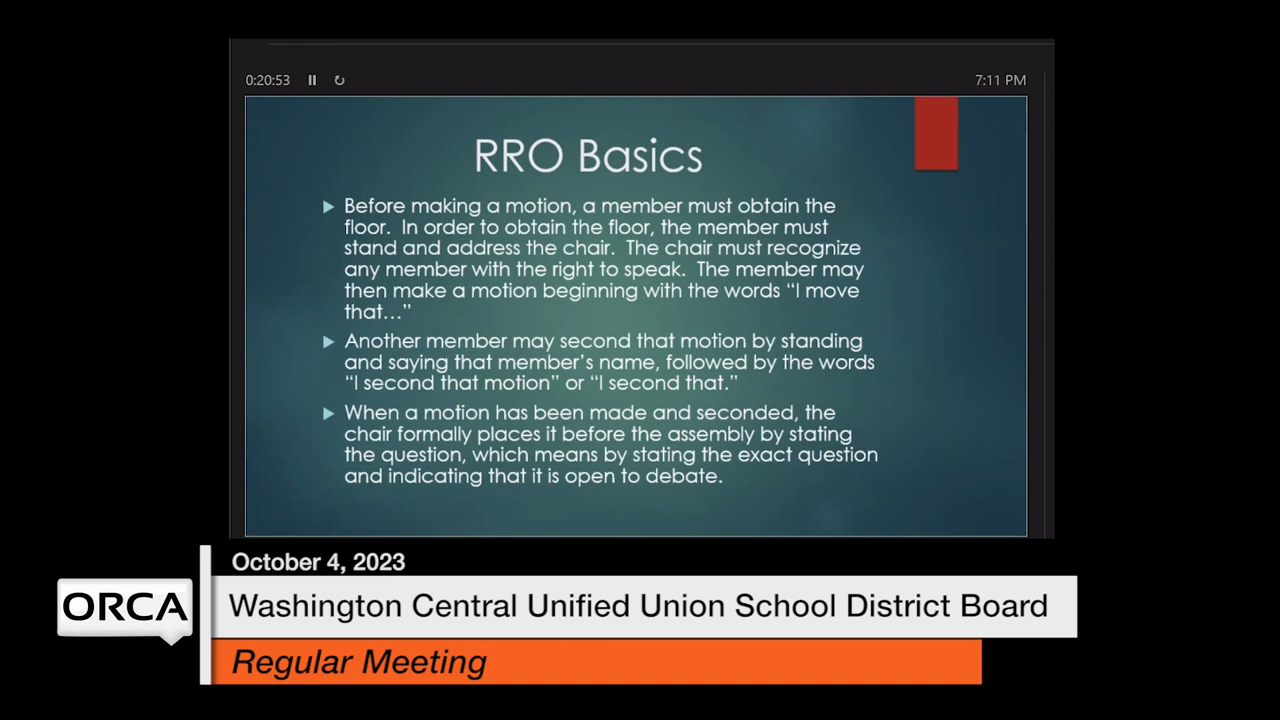 0:20:53
7:11 PM
RRO Basics
Before making a motion, a member must obtain the
floor. In order to obtain the floor, the member must
stand and address the chair. The chair must recognize
any member with the right to speak. The member may
then make a motion beginning with the words “I move
that…”
Another member may second that motion by standing
and saying that member’s name, followed by the words
“I second that motion” or “I second that.”
When a motion has been made and seconded, the
chair formally places it before the assembly by stating
the question, which means by stating the exact question
and indicating that it is open to debate.
October 4, 2023
ORCA
Washington Central Unified Union School District Board
Regular Meeting